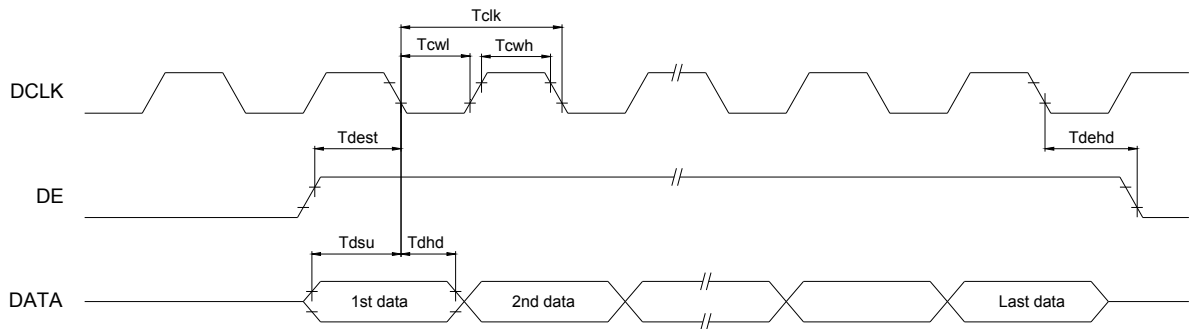 Tclk
Tcwl
Tcwh
DCLK
Tdest
Tdehd
DE
Tdsu
Tdhd
DATA
1st data
2nd data
Last data